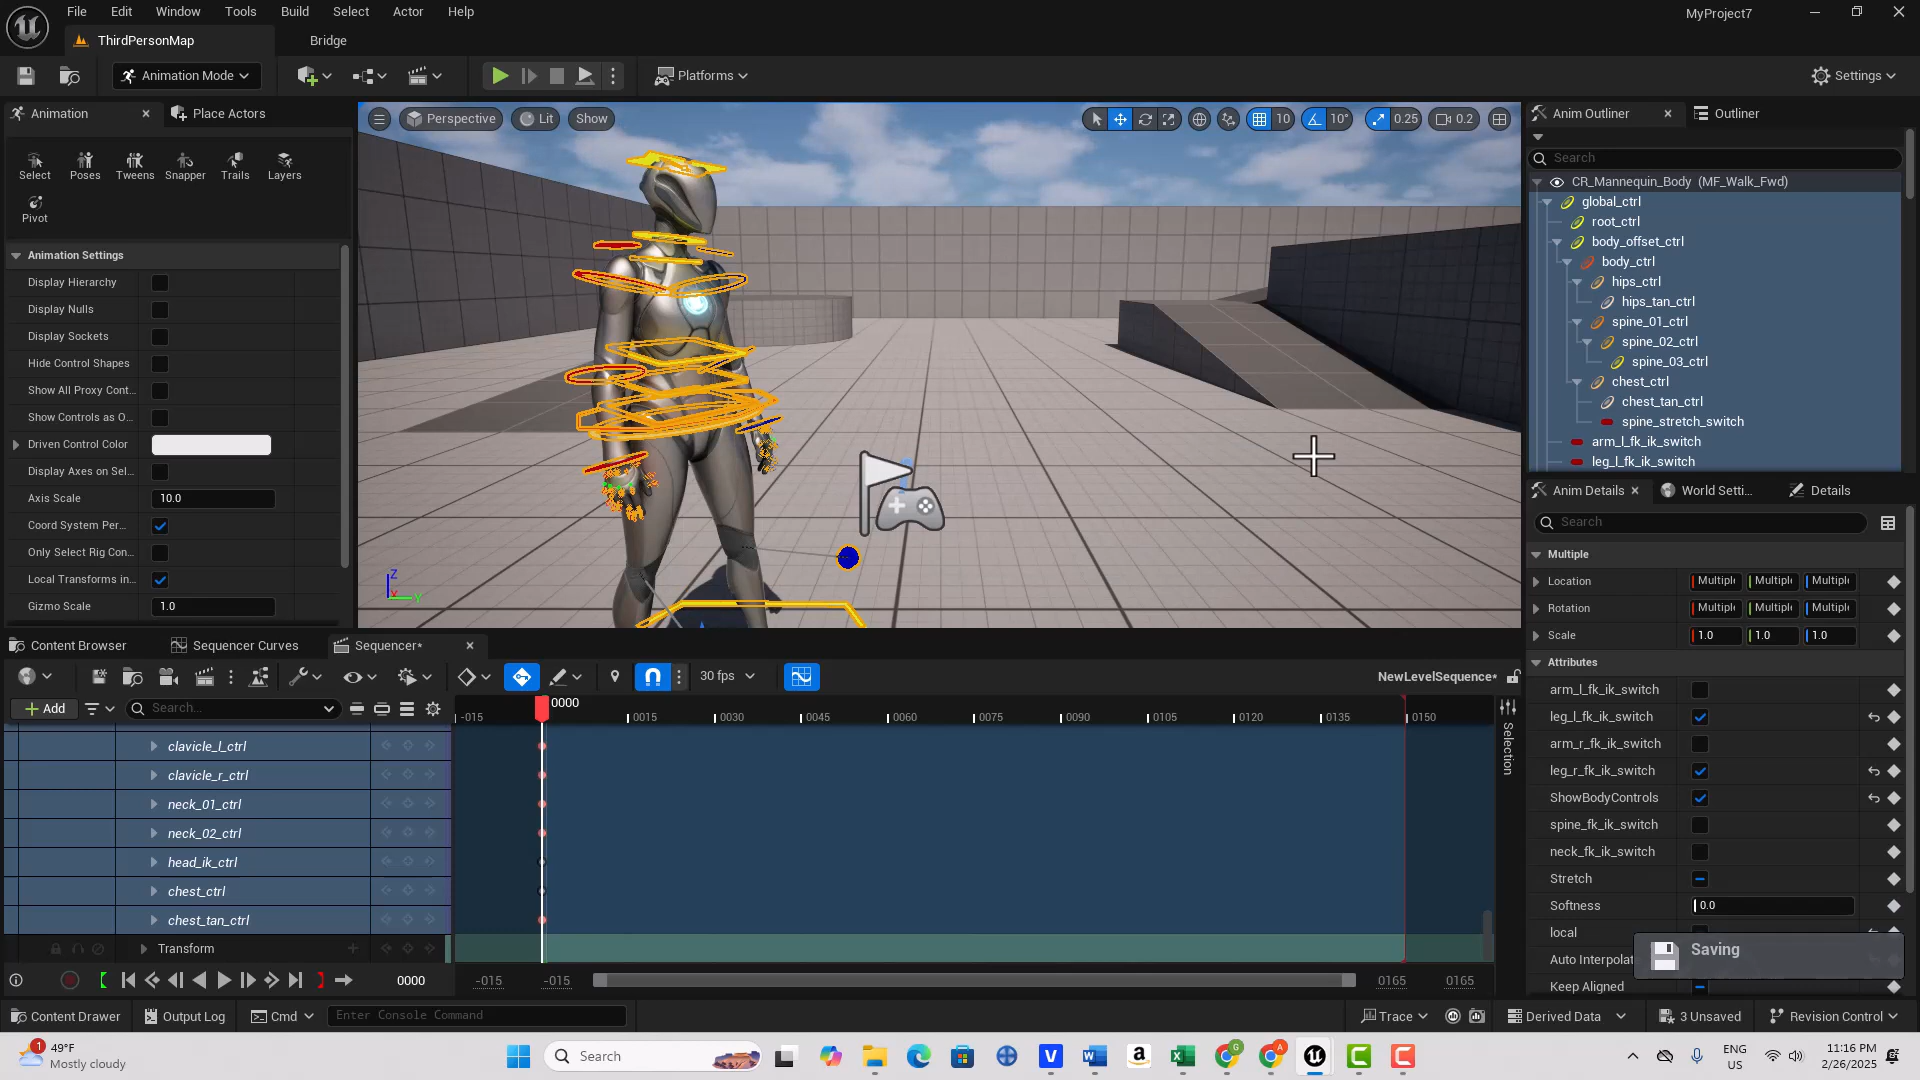 File Edit Window Tools Build Select Actor Help
MyProject7
ThirdPersonMap
Bridge
Animation Mode
Platforms
Settings
Animation
Place Actors
Select Poses Tweens Snapper Trails Layers
Pivot
Animation Settings
Display Hierarchy
Display Nulls
Display Sockets
Hide Control Shapes
Show All Proxy Cont...
Show Controls as O...
Driven Control Color
Display Axes on Sel...
Axis Scale 10.0
Coord System Per...
Only Select Rig Con...
Local Transforms in...
Gizmo Scale 1.0
Perspective Lit Show
10 10° 0.25 0.2
Z
X
Y
Anim Outliner
Outliner
Search
CR_Mannequin_Body (MF_Walk_Fwd)
global_ctrl
root_ctrl
body_offset_ctrl
body_ctrl
hips_ctrl
hips_tan_ctrl
spine_01_ctrl
spine_02_ctrl
spine_03_ctrl
chest_ctrl
chest_tan_ctrl
spine_stretch_switch
arm_l_fk_ik_switch
leg_l_fk_ik_switch
Anim Details
World Setti...
Details
Search
Multiple
Location Multiple Multiple Multiple
Rotation Multiple Multiple Multiple
Scale 1.0 1.0 1.0
Attributes
arm_l_fk_ik_switch
leg_l_fk_ik_switch
arm_r_fk_ik_switch
leg_r_fk_ik_switch
ShowBodyControls
spine_fk_ik_switch
neck_fk_ik_switch
Stretch
Softness 0.0
local
Auto Interpolat
Keep Aligned
Saving
Content Browser
Sequencer Curves
Sequencer*
30 fps
NewLevelSequence*
Add
Search...
-015 0000 0015 0030 0045 0060 0075 0090 0105 0120 0135 0150
Selection
clavicle_l_ctrl
clavicle_r_ctrl
neck_01_ctrl
neck_02_ctrl
head_ik_ctrl
chest_ctrl
chest_tan_ctrl
Transform
0000 -015 -015 0165 0165
Content Drawer
Output Log
Cmd
Enter Console Command
Trace
Derived Data
3 Unsaved
Revision Control
1
49°F
Mostly cloudy
Search
ENG
US
11:16 PM
2/26/2025